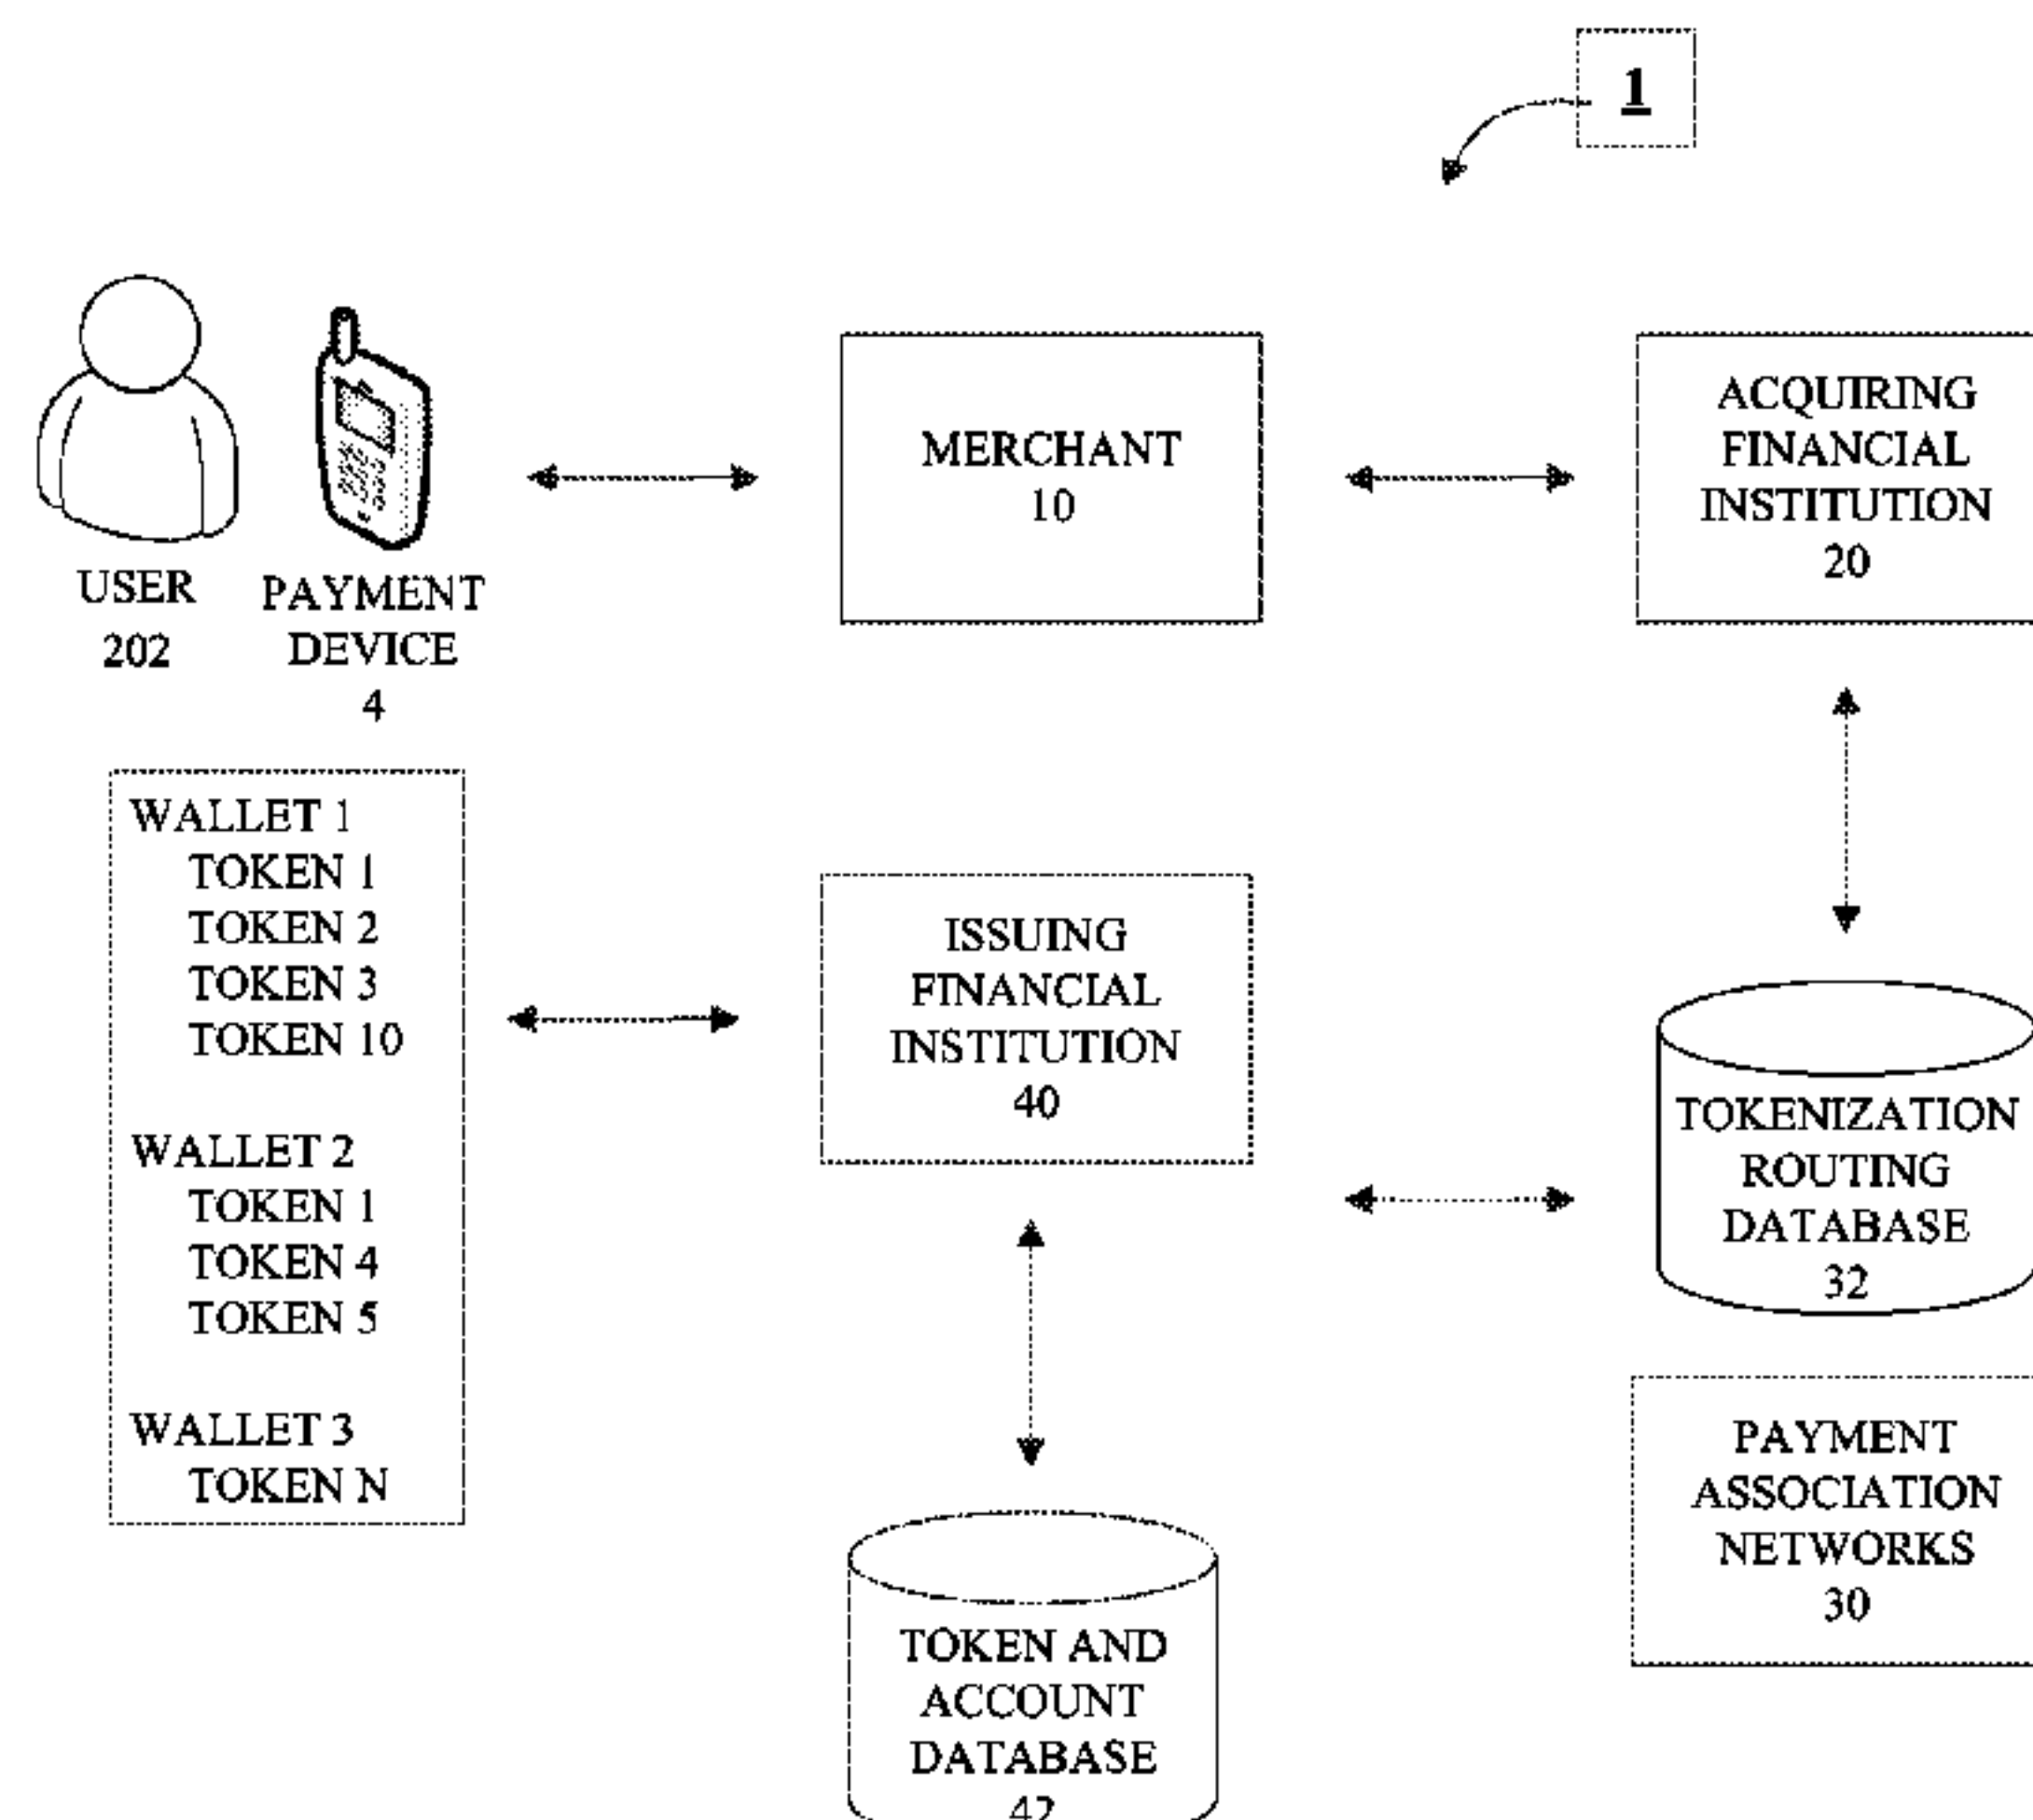 1
USER
202
PAYMENT
DEVICE
4
MERCHANT
10
ACQUIRING
FINANCIAL
INSTITUTION
20
WALLET 1
TOKEN 1
TOKEN 2
TOKEN 3
TOKEN 10
WALLET 2
TOKEN 1
TOKEN 4
TOKEN 5
WALLET 3
TOKEN N
ISSUING
FINANCIAL
INSTITUTION
40
TOKENIZATION
ROUTING
DATABASE
32
PAYMENT
ASSOCIATION
NETWORKS
30
TOKEN AND
ACCOUNT
DATABASE
42